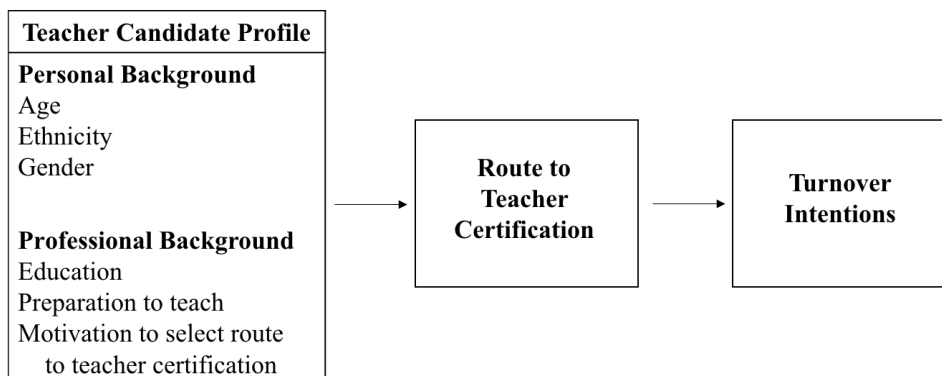 Teacher Candidate Profile
Personal Background
Age
Ethnicity
Gender
Professional Background
Education
Preparation to teach
Motivation to select route
to teacher certification
Route to
Teacher
Certification
Turnover
Intentions